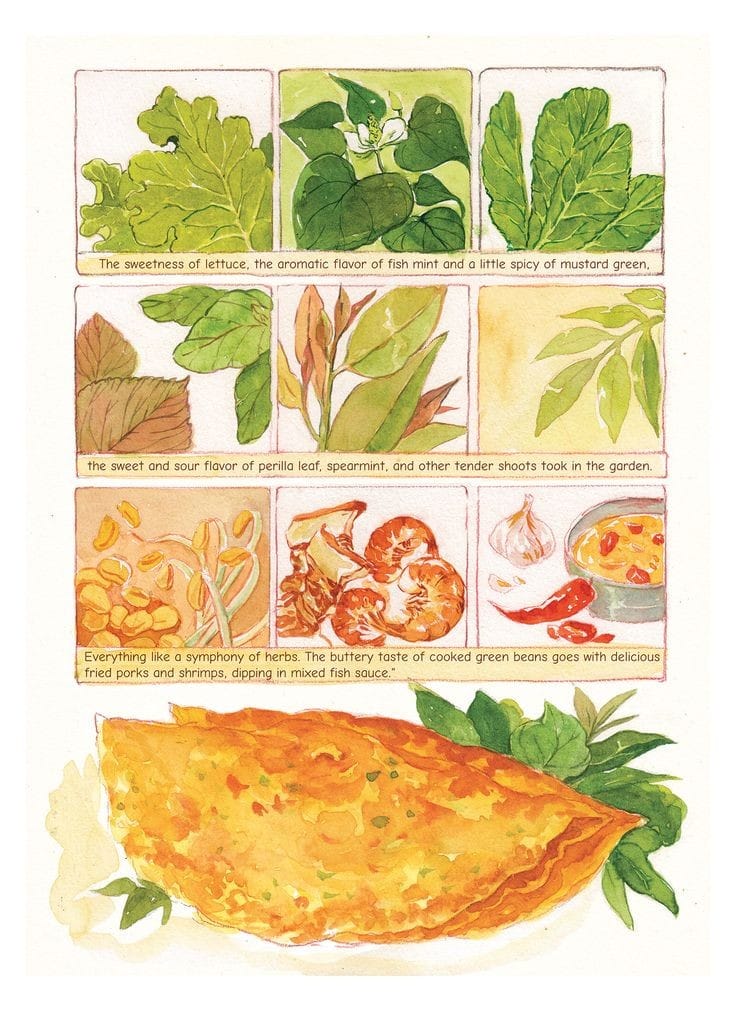 The sweetness of lettuce, the aromatic flavor of fish mint and a little spicy of mustard green,
the sweet and sour flavor of perilla leaf, spearmint, and other tender shoots took in the garden.
Everything like a symphony of herbs. The buttery taste of cooked green beans goes with delicious
fried porks and shrimps, dipping in mixed fish sauce."